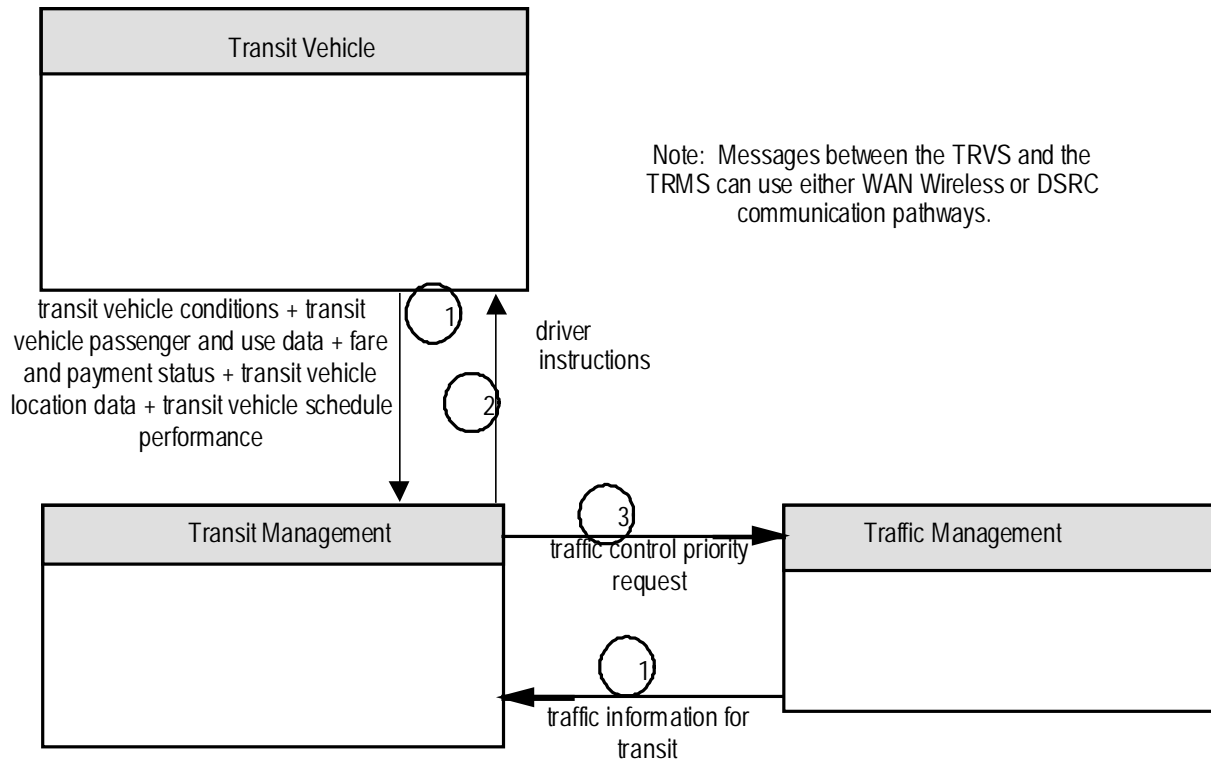 Transit Vehicle
Note: Messages between the TRVS and the
TRMS can use either WAN Wireless or DSRC
communication pathways.
transit vehicle conditions + transit
vehicle passenger and use data + fare
and payment status + transit vehicle
location data + transit vehicle schedule
performance
1
2
driver
instructions
Transit Management
3
traffic control priority
request
Traffic Management
1
traffic information for
transit